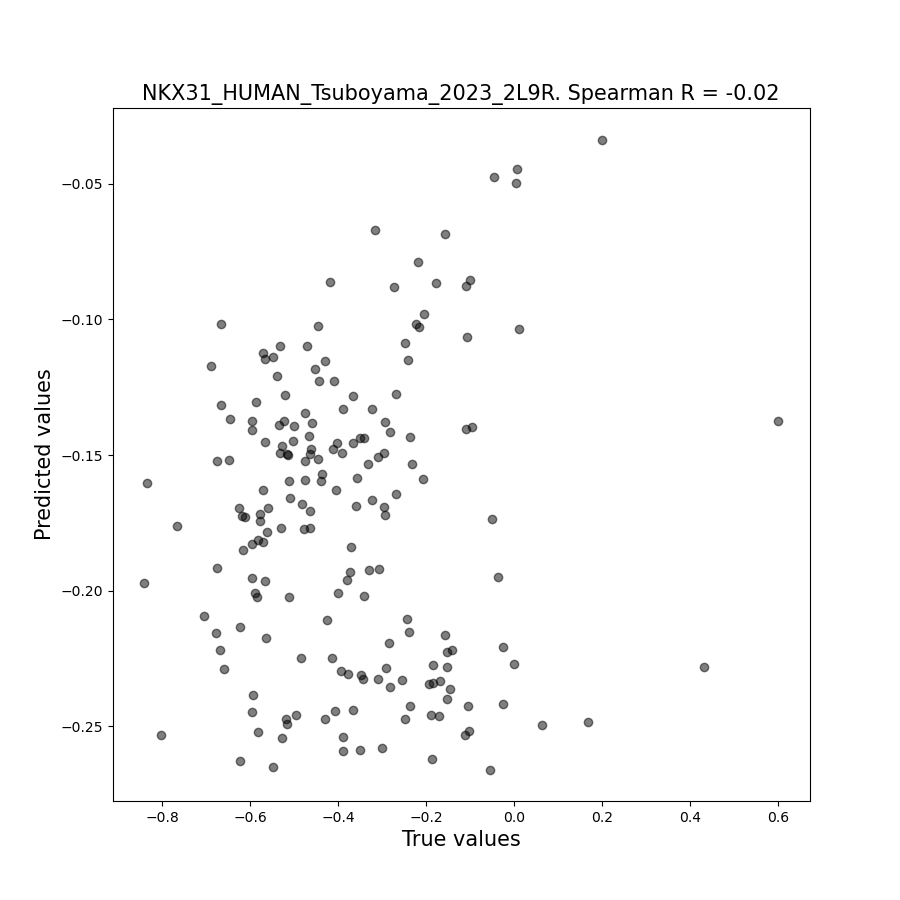 NKX31_HUMAN_Tsuboyama_2023_2L9R. Spearman R = -0.02
Predicted values
−0.05
−0.10
−0.15
−0.20
−0.25
−0.8 −0.6 −0.4 −0.2 0.0 0.2 0.4 0.6
True values